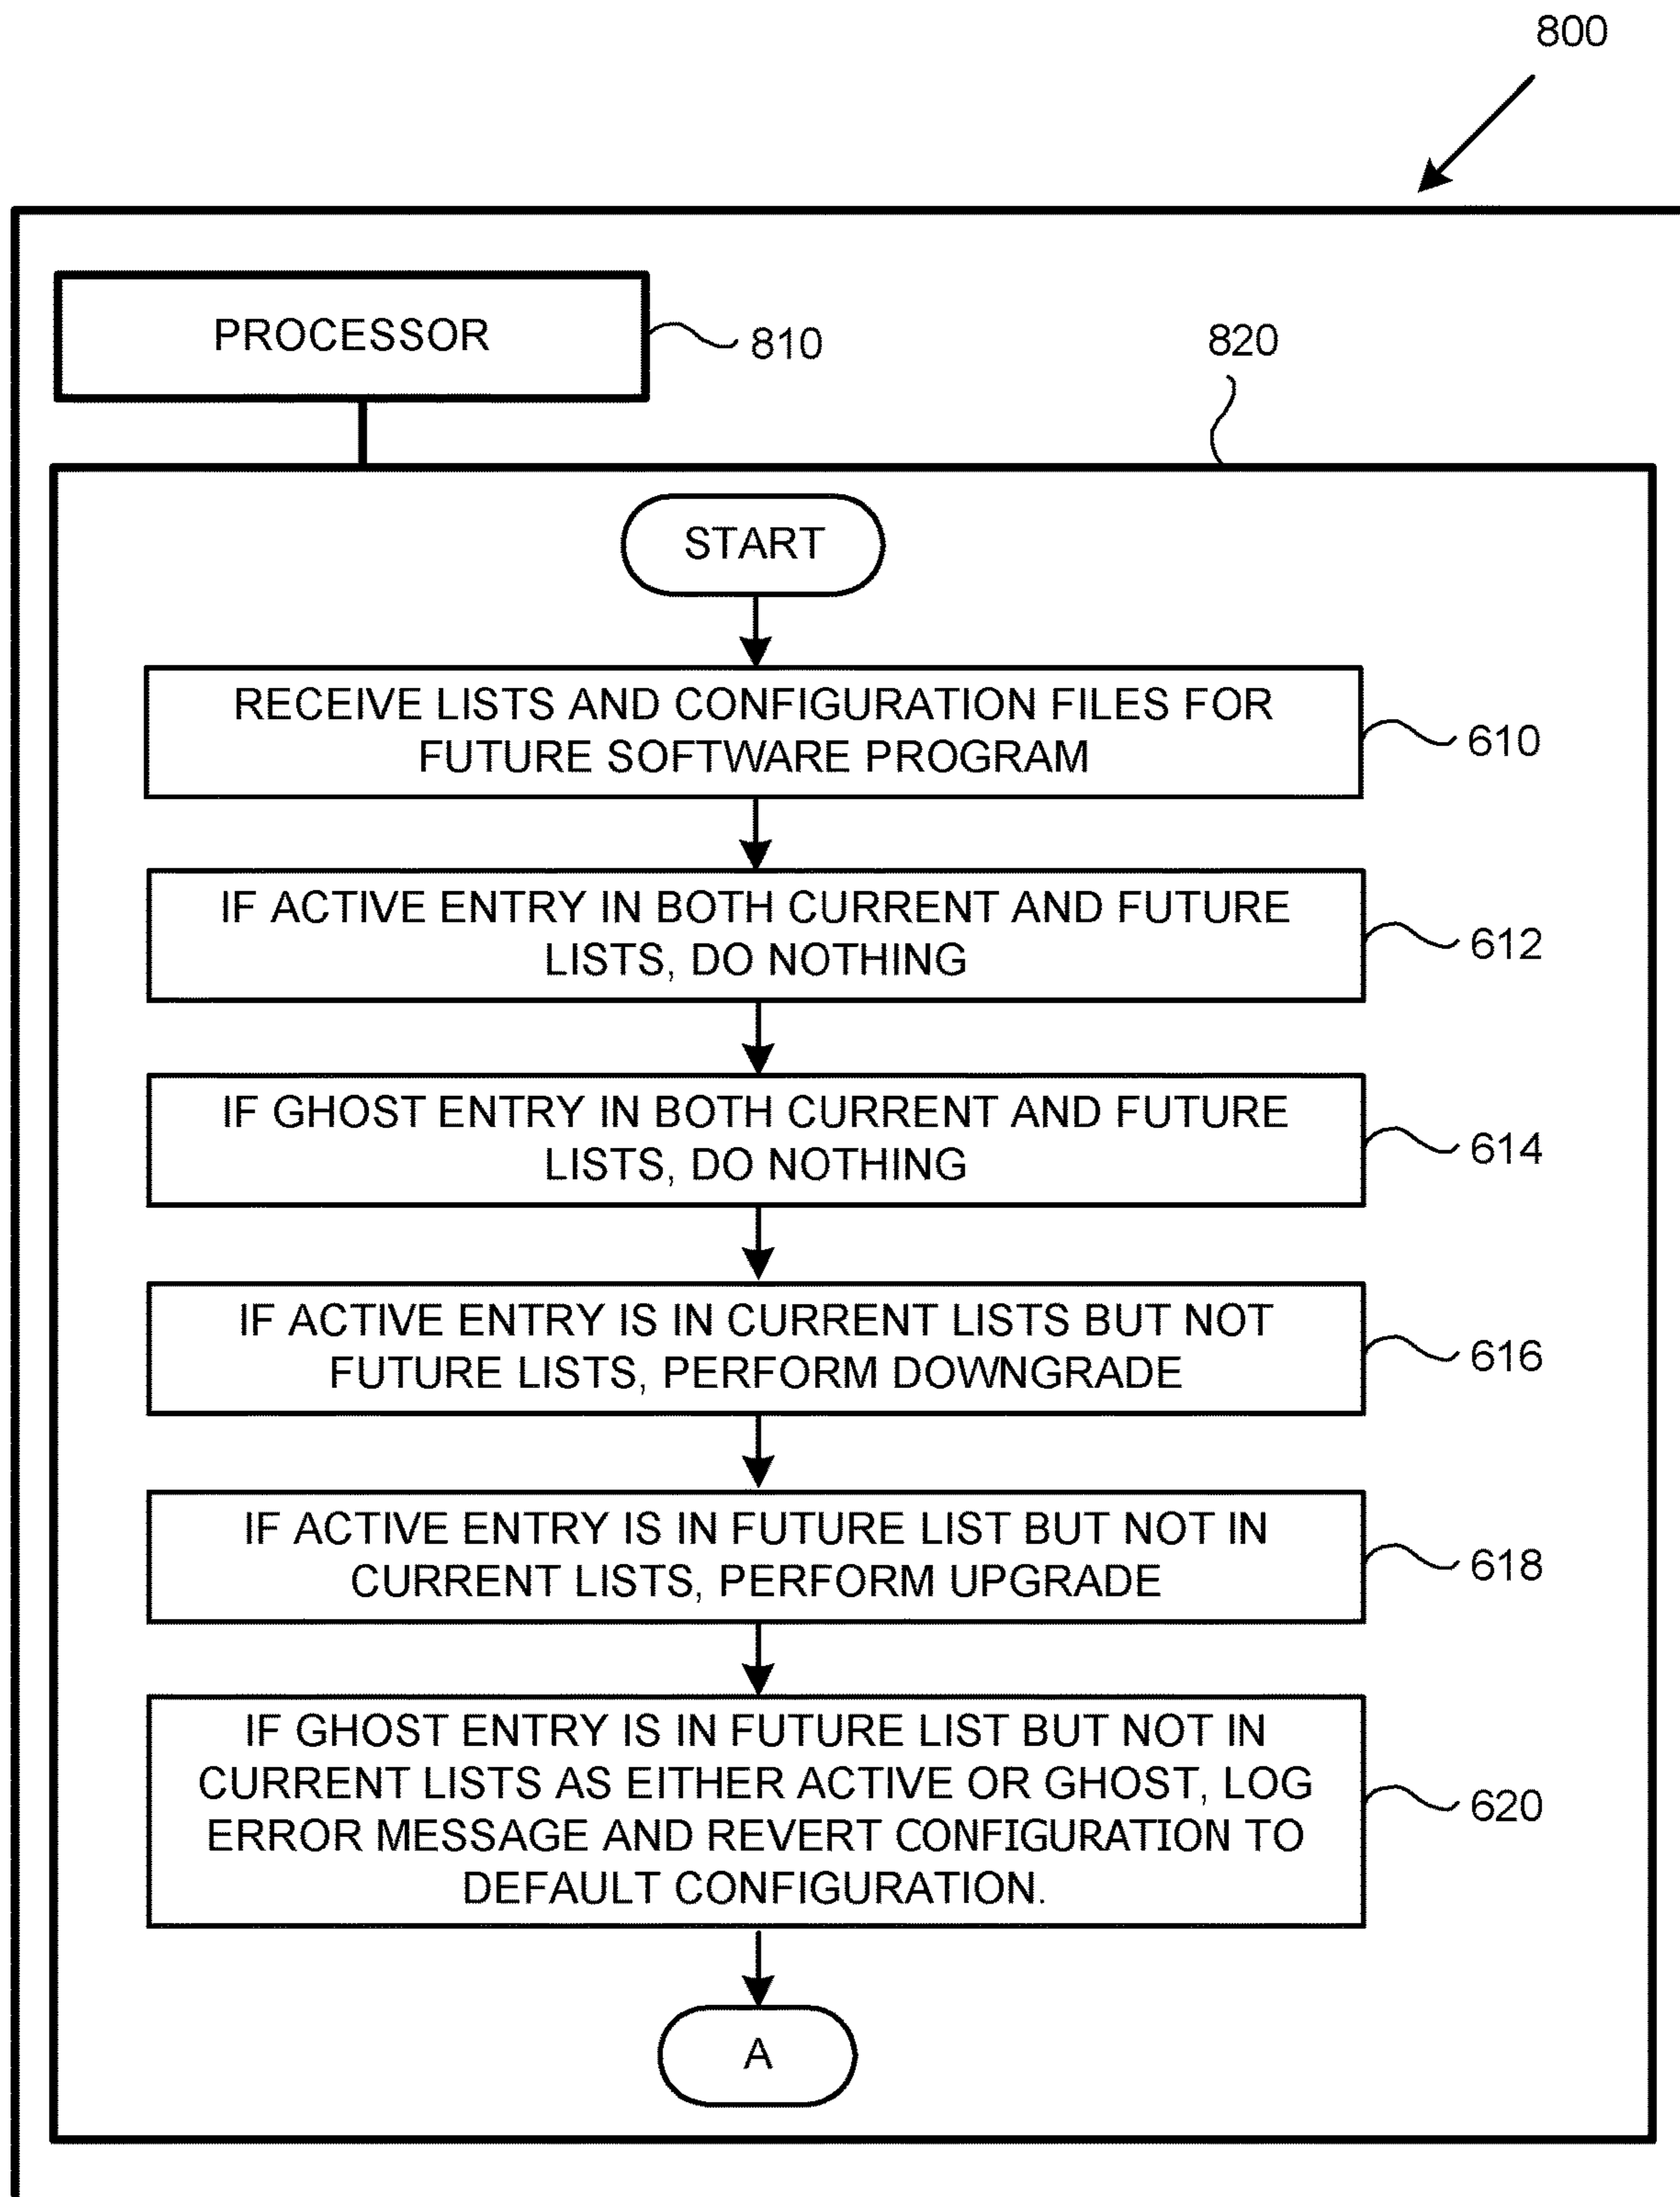 800
PROCESSOR
810
820
START
RECEIVE LISTS AND CONFIGURATION FILES FOR
FUTURE SOFTWARE PROGRAM
610
IF ACTIVE ENTRY IN BOTH CURRENT AND FUTURE
LISTS, DO NOTHING
612
IF GHOST ENTRY IN BOTH CURRENT AND FUTURE
LISTS, DO NOTHING
614
IF ACTIVE ENTRY IS IN CURRENT LISTS BUT NOT
FUTURE LISTS, PERFORM DOWNGRADE
616
IF ACTIVE ENTRY IS IN FUTURE LIST BUT NOT IN
CURRENT LISTS, PERFORM UPGRADE
618
IF GHOST ENTRY IS IN FUTURE LIST BUT NOT IN
CURRENT LISTS AS EITHER ACTIVE OR GHOST, LOG
ERROR MESSAGE AND REVERT CONFIGURATION TO
DEFAULT CONFIGURATION.
620
A